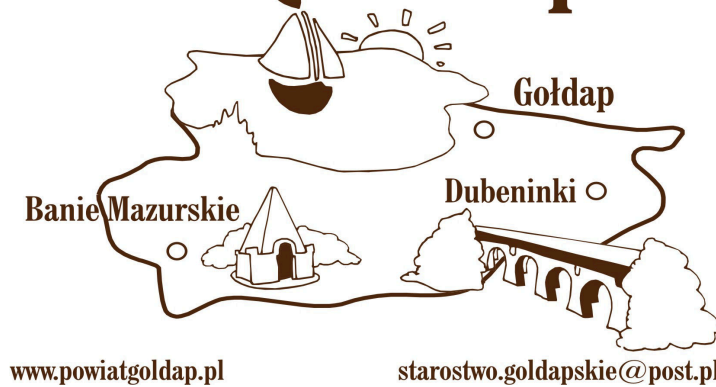 Gołdap
Dubeninki
Banie Mazurskie
www.powiatgoldap.pl
starostwo.goldapskie@post.pl